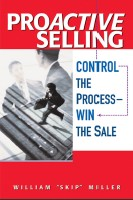 PROACTIVE
SELLING
CONTROL
THE
PROCESS–
WIN
THE SALE
WILLIAM "SKIP" MILLER